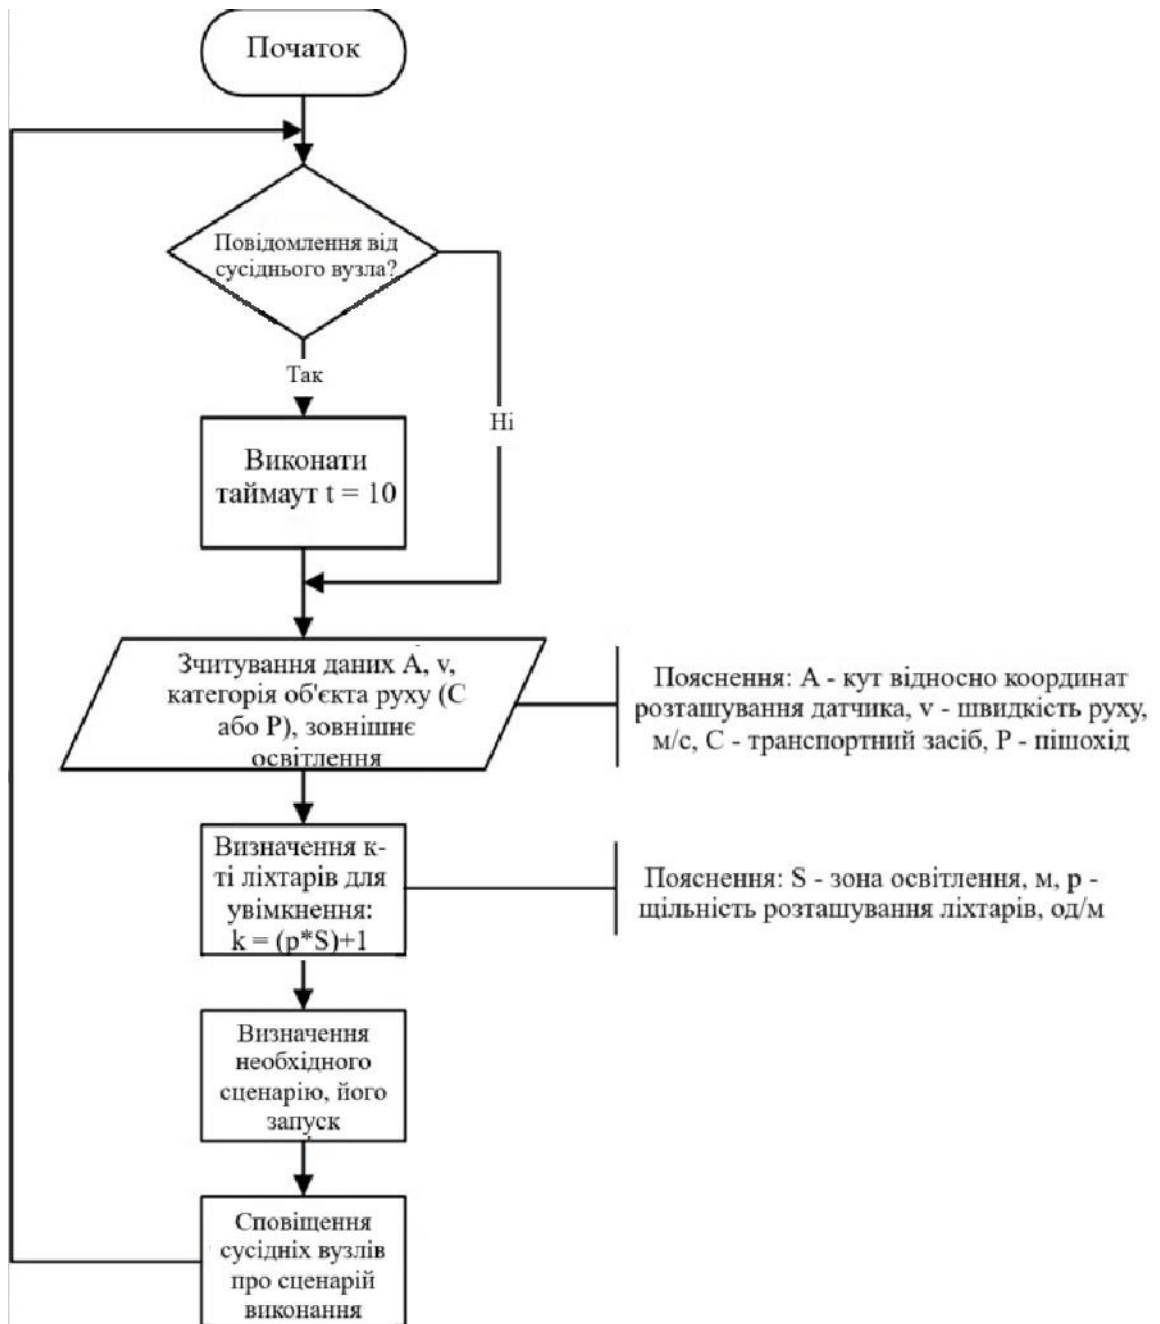 Початок
Повідомлення від
сусіднього вузла?
Так
Ні
Виконати
таймаут t = 10
Зчитування даних A, v,
категорія об'єкта руху (С
або Р), зовнішнє
освітлення
Пояснення: A - кут відносно координат
розташування датчика, v - швидкість руху,
м/с, С - транспортний засіб, Р - пішохід
Визначення к-
ті ліхтарів для
увімкнення:
k = (p*S)+1
Пояснення: S - зона освітлення, м, p -
щільність розташування ліхтарів, од/м
Визначення
необхідного
сценарію, його
запуск
Сповіщення
сусідніх вузлів
про сценарій
виконання